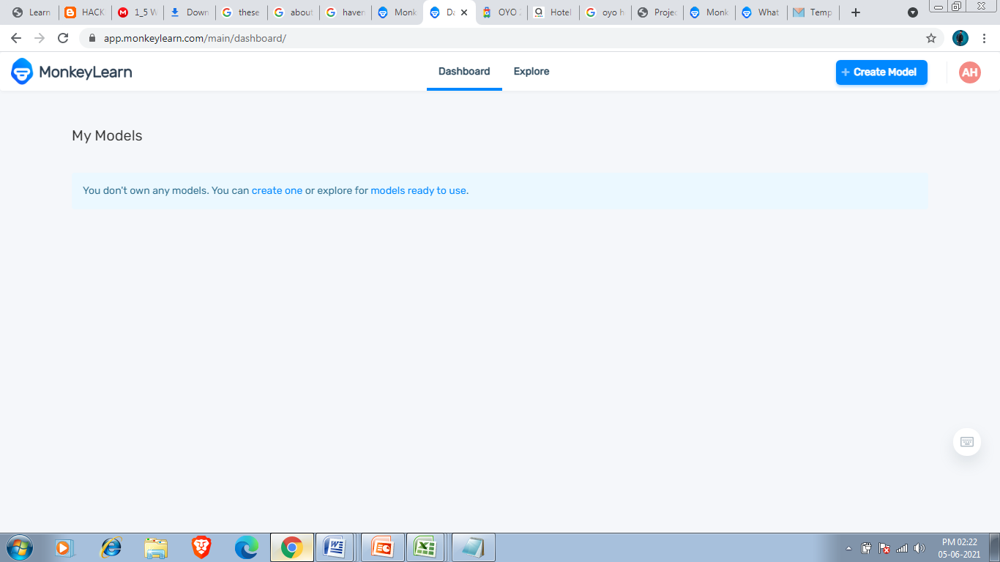 Learn
HACK
1_5 W
Down
these
about
haven
Monk
Da
OYO 2
Hotel
oyo h
Projec
Monk
What
Temp
app.monkeylearn.com/main/dashboard/
MonkeyLearn
Dashboard
Explore
+ Create Model
AH
My Models
You don't own any models. You can create one or explore for models ready to use.
PM 02:22
05-06-2021